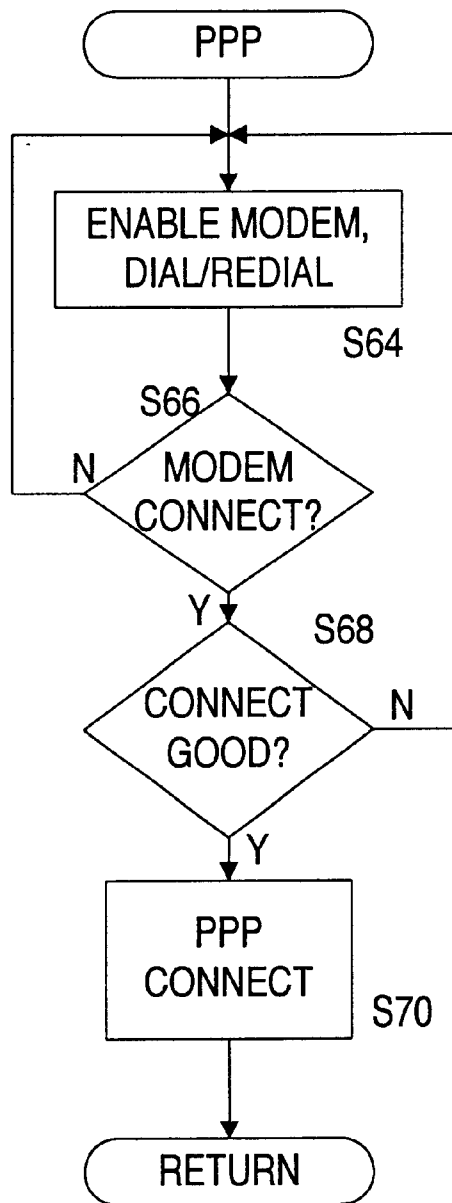 PPP
ENABLE MODEM,
DIAL/REDIAL
S64
S66
N
MODEM
CONNECT?
Y
S68
CONNECT
GOOD?
N
Y
PPP
CONNECT
S70
RETURN